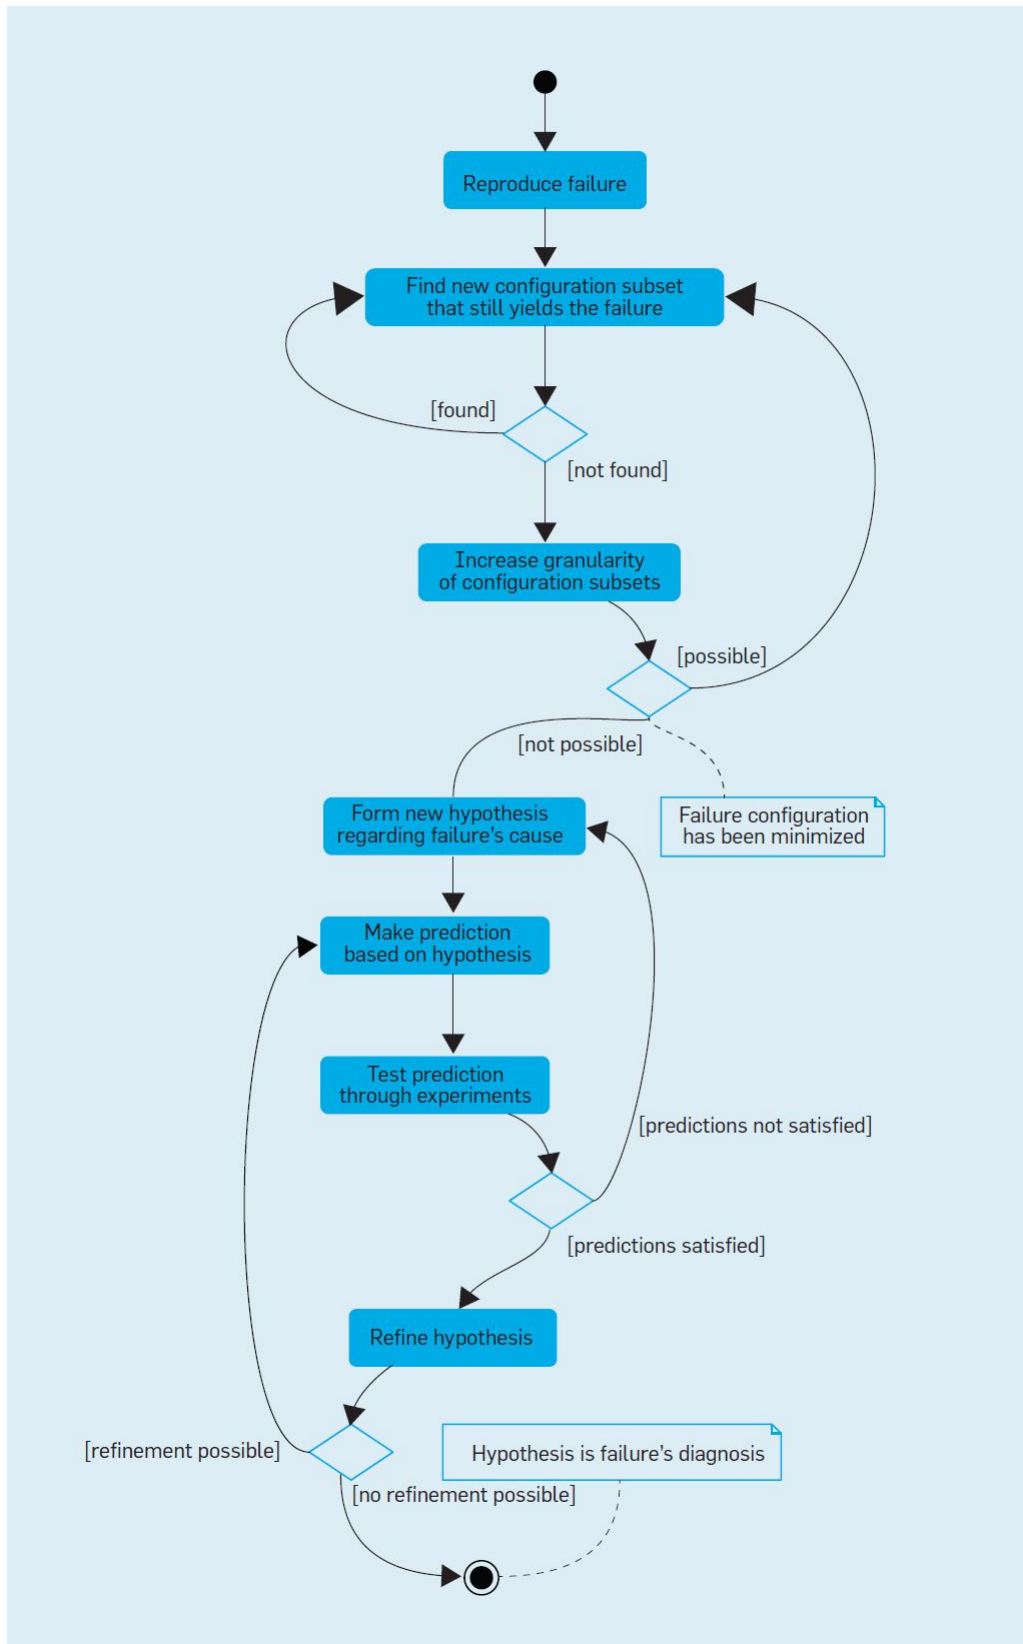 Reproduce failure
Find new configuration subset
that still yields the failure
[found]
[not found]
Increase granularity
of configuration subsets
[possible]
[not possible]
Form new hypothesis
regarding failure's cause
Failure configuration
has been minimized
Make prediction
based on hypothesis
Test prediction
through experiments
[predictions not satisfied]
[predictions satisfied]
Refine hypothesis
[refinement possible]
Hypothesis is failure's diagnosis
[no refinement possible]